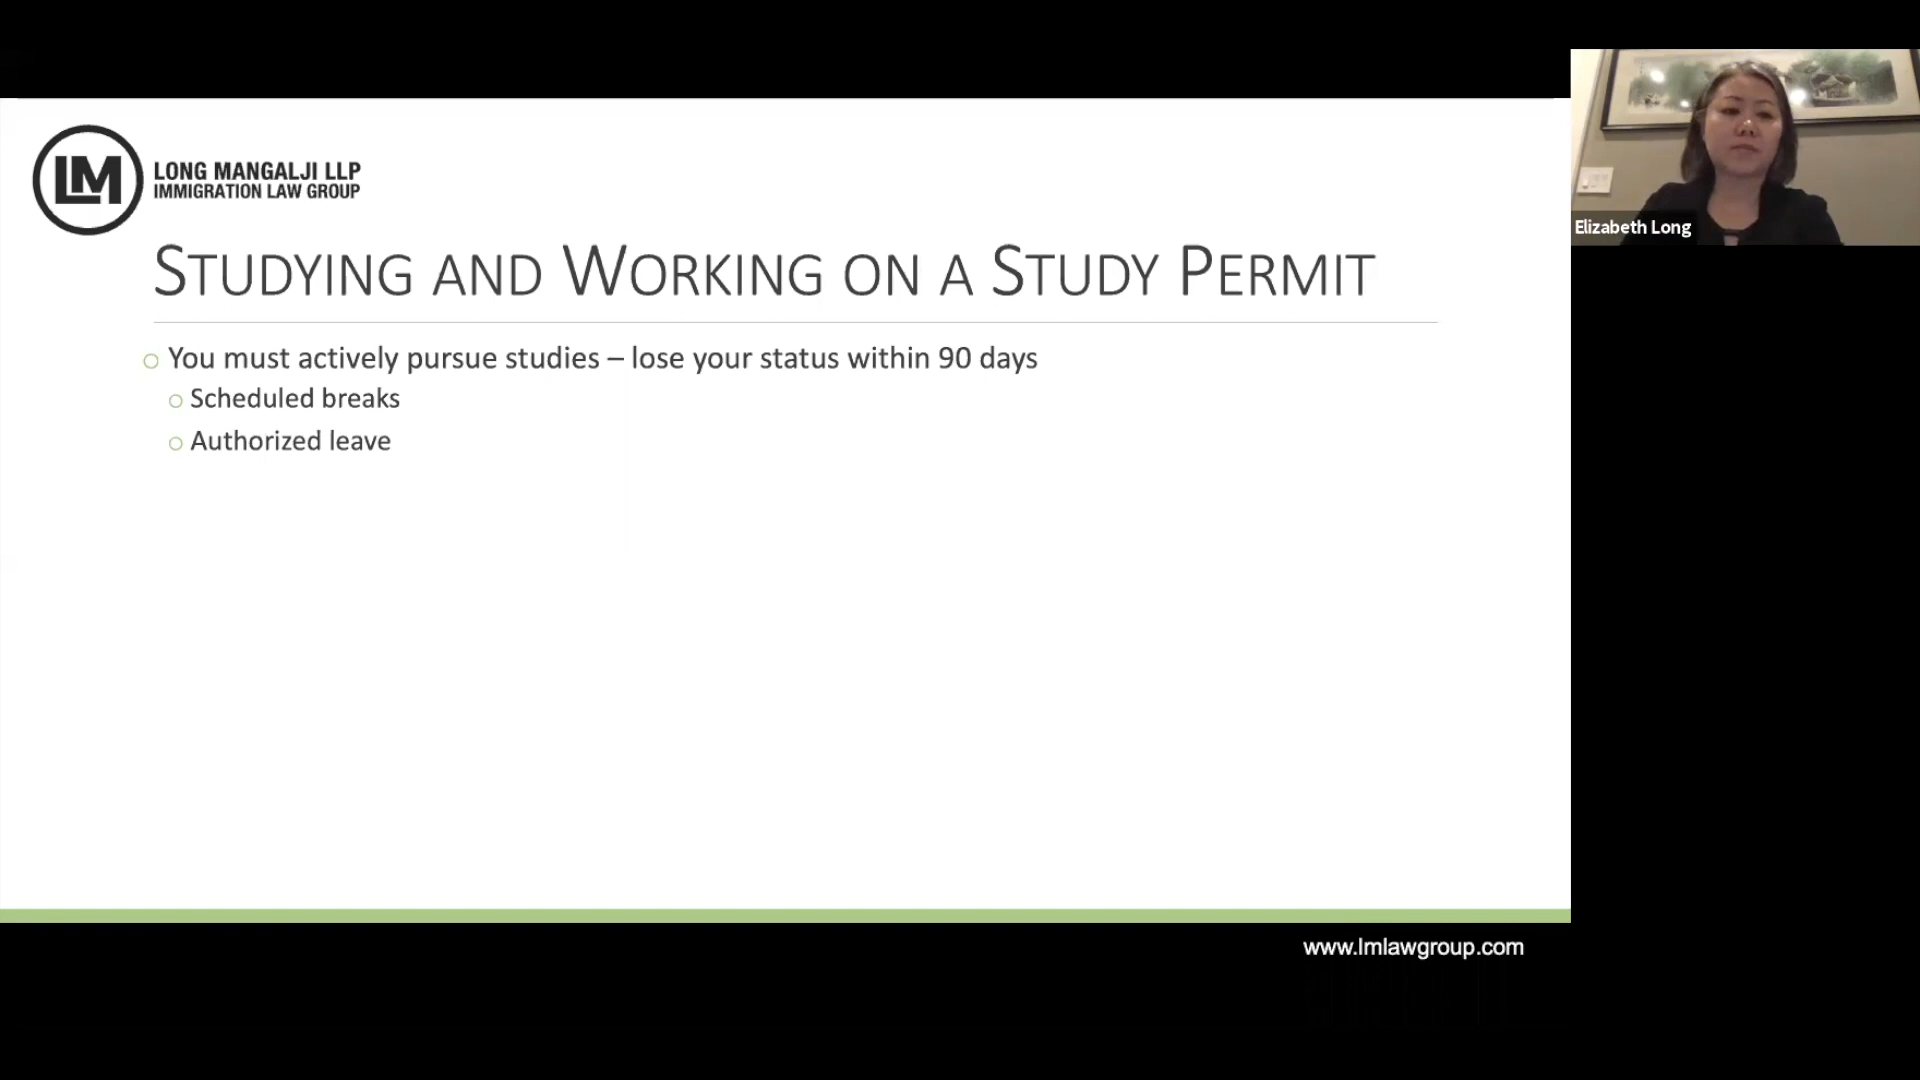 LM
LONG MANGALJI LLP
IMMIGRATION LAW GROUP
STUDYING AND WORKING ON A STUDY PERMIT
You must actively pursue studies – lose your status within 90 days
Scheduled breaks
Authorized leave
Elizabeth Long
www.lmlawgroup.com